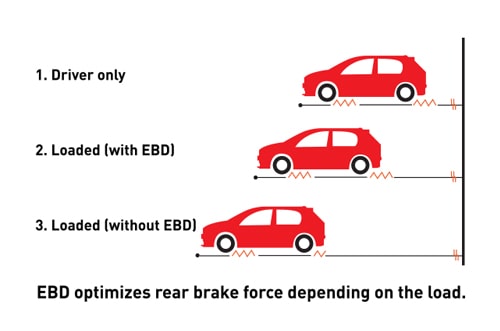 1. Driver only
2. Loaded (with EBD)
3. Loaded (without EBD)
EBD optimizes rear brake force depending on the load.